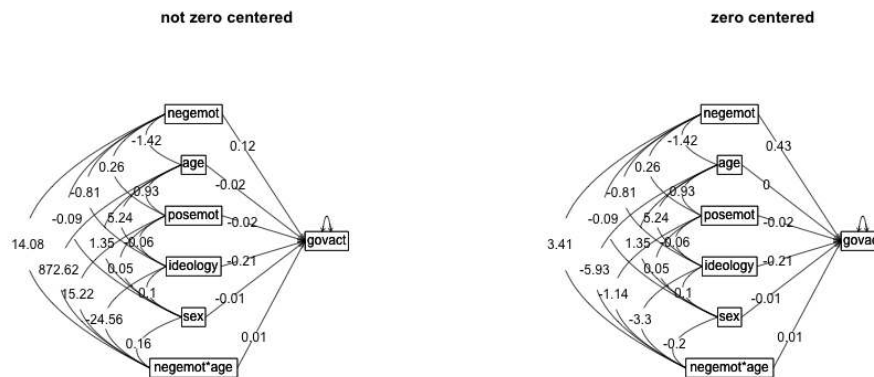 not zero centered
negemot
-1.42
0.12
0.26
age
-0.81
-0.93
-0.02
-0.09
5.24
posemot
-0.02
14.08
1.35
-0.06
govact
872.62
0.05
ideology
-0.21
15.22
0.1
-24.56
sex
-0.01
0.16
0.01
negemot*age
zero centered
negemot
-1.42
0.43
0.26
age
-0.81
-0.93
0
-0.09
5.24
posemot
-0.02
3.41
1.35
-0.06
govac
-5.93
0.05
ideology
-0.21
-1.14
0.1
-3.3
sex
-0.01
-0.2
0.01
negemot*age